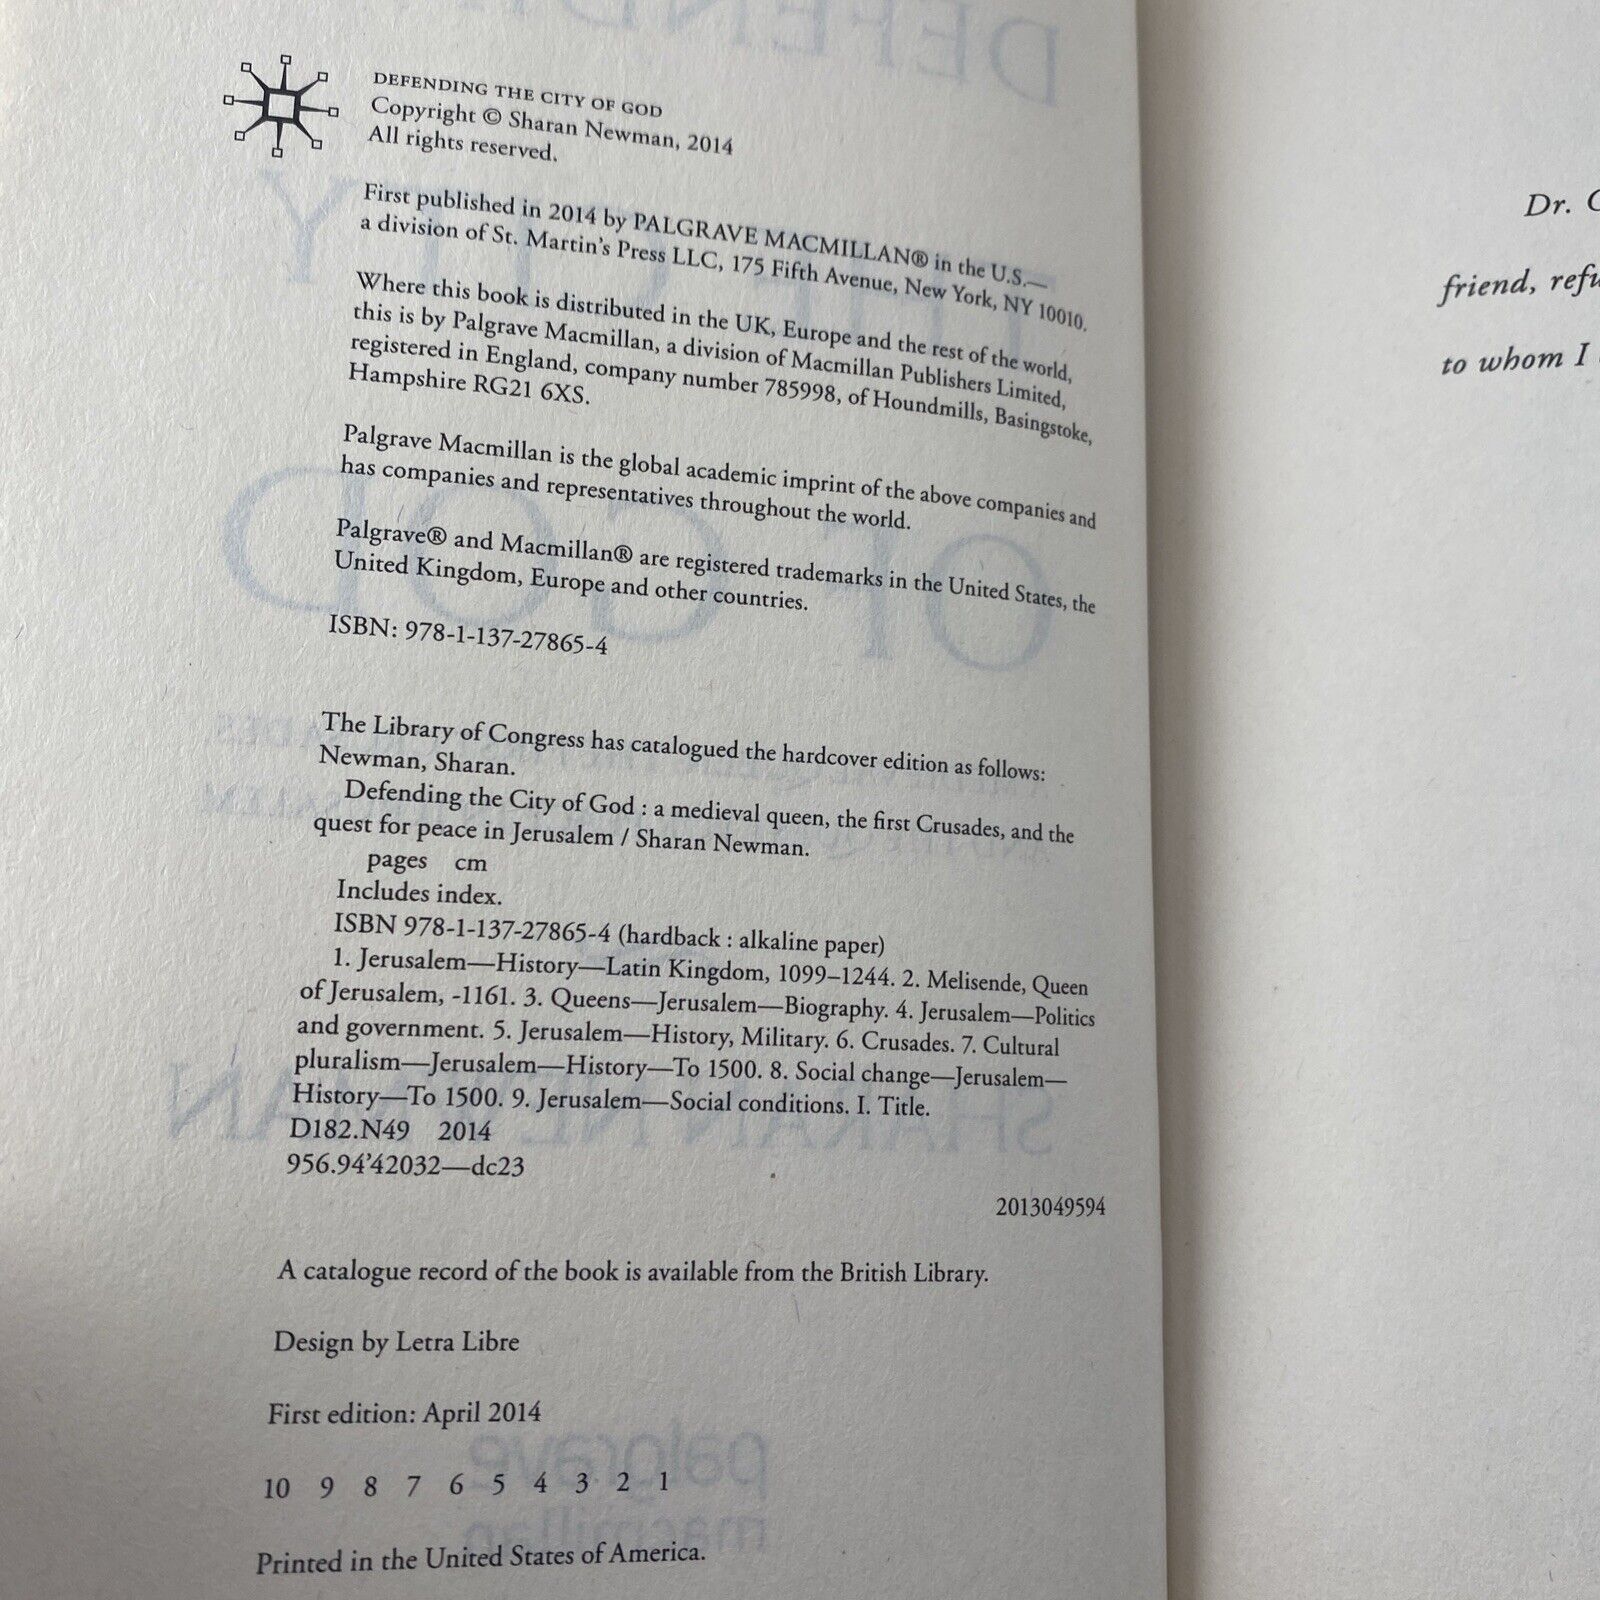 DEFENDING THE CITY OF GOD
Copyright © Sharan Newman, 2014
All rights reserved.
First published in 2014 by PALGRAVE MACMILLAN® in the U.S.—
a division of St. Martin's Press LLC, 175 Fifth Avenue, New York, NY 10010.
Where this book is distributed in the UK, Europe and the rest of the world,
this is by Palgrave Macmillan, a division of Macmillan Publishers Limited,
registered in England, company number 785998, of Houndmills, Basingstoke,
Hampshire RG21 6XS.
Palgrave Macmillan is the global academic imprint of the above companies and
has companies and representatives throughout the world.
Palgrave® and Macmillan® are registered trademarks in the United States, the
United Kingdom, Europe and other countries.
ISBN: 978-1-137-27865-4
The Library of Congress has catalogued the hardcover edition as follows:
Newman, Sharan.
Defending the City of God : a medieval queen, the first Crusades, and the
quest for peace in Jerusalem / Sharan Newman.
pages cm
Includes index.
ISBN 978-1-137-27865-4 (hardback : alkaline paper)
1. Jerusalem—History—Latin Kingdom, 1099–1244. 2. Melisende, Queen
of Jerusalem, -1161. 3. Queens—Jerusalem—Biography. 4. Jerusalem—Politics
and government. 5. Jerusalem—History, Military. 6. Crusades. 7. Cultural
pluralism—Jerusalem—History—To 1500. 8. Social change—Jerusalem—
History—To 1500. 9. Jerusalem—Social conditions. I. Title.
D182.N49 2014
956.94'42032—dc23
2013049594
A catalogue record of the book is available from the British Library.
Design by Letra Libre
First edition: April 2014
10 9 8 7 6 5 4 3 2 1
Printed in the United States of America.
Dr.
friend,
to whom I